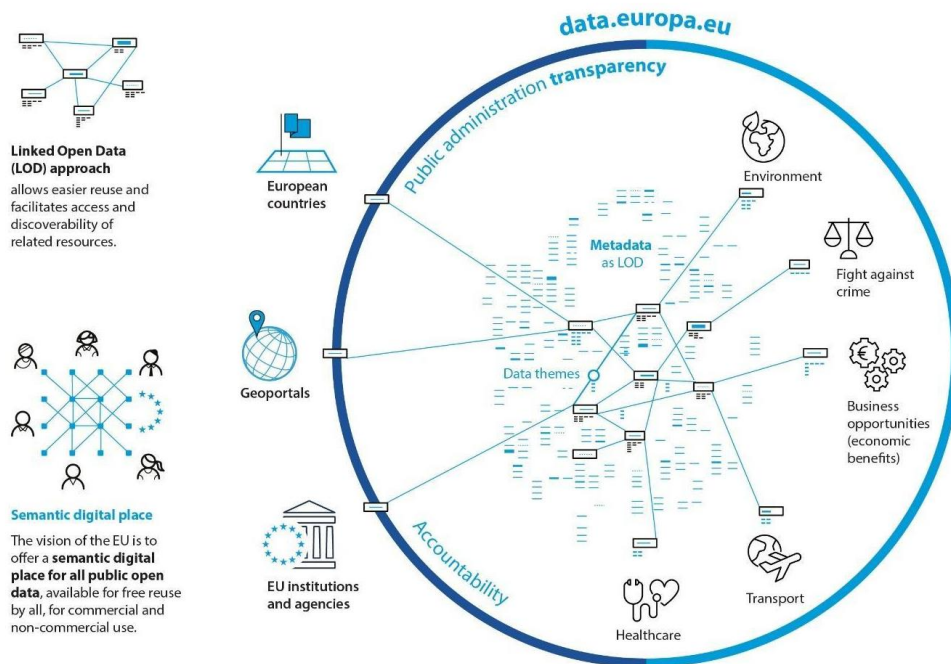 data.europa.eu
Public administration transparency
Linked Open Data
(LOD) approach
allows easier reuse and
facilitates access and
discoverability of
related resources.
European
countries
Environment
Metadata
as LOD
Fight against
crime
Geoportals
Data themes
Business
opportunities
(economic
benefits)
Semantic digital place
The vision of the EU is to
offer a semantic digital
place for all public open
data, available for free reuse
by all, for commercial and
non-commercial use.
EU institutions
and agencies
Accountability
Transport
Healthcare